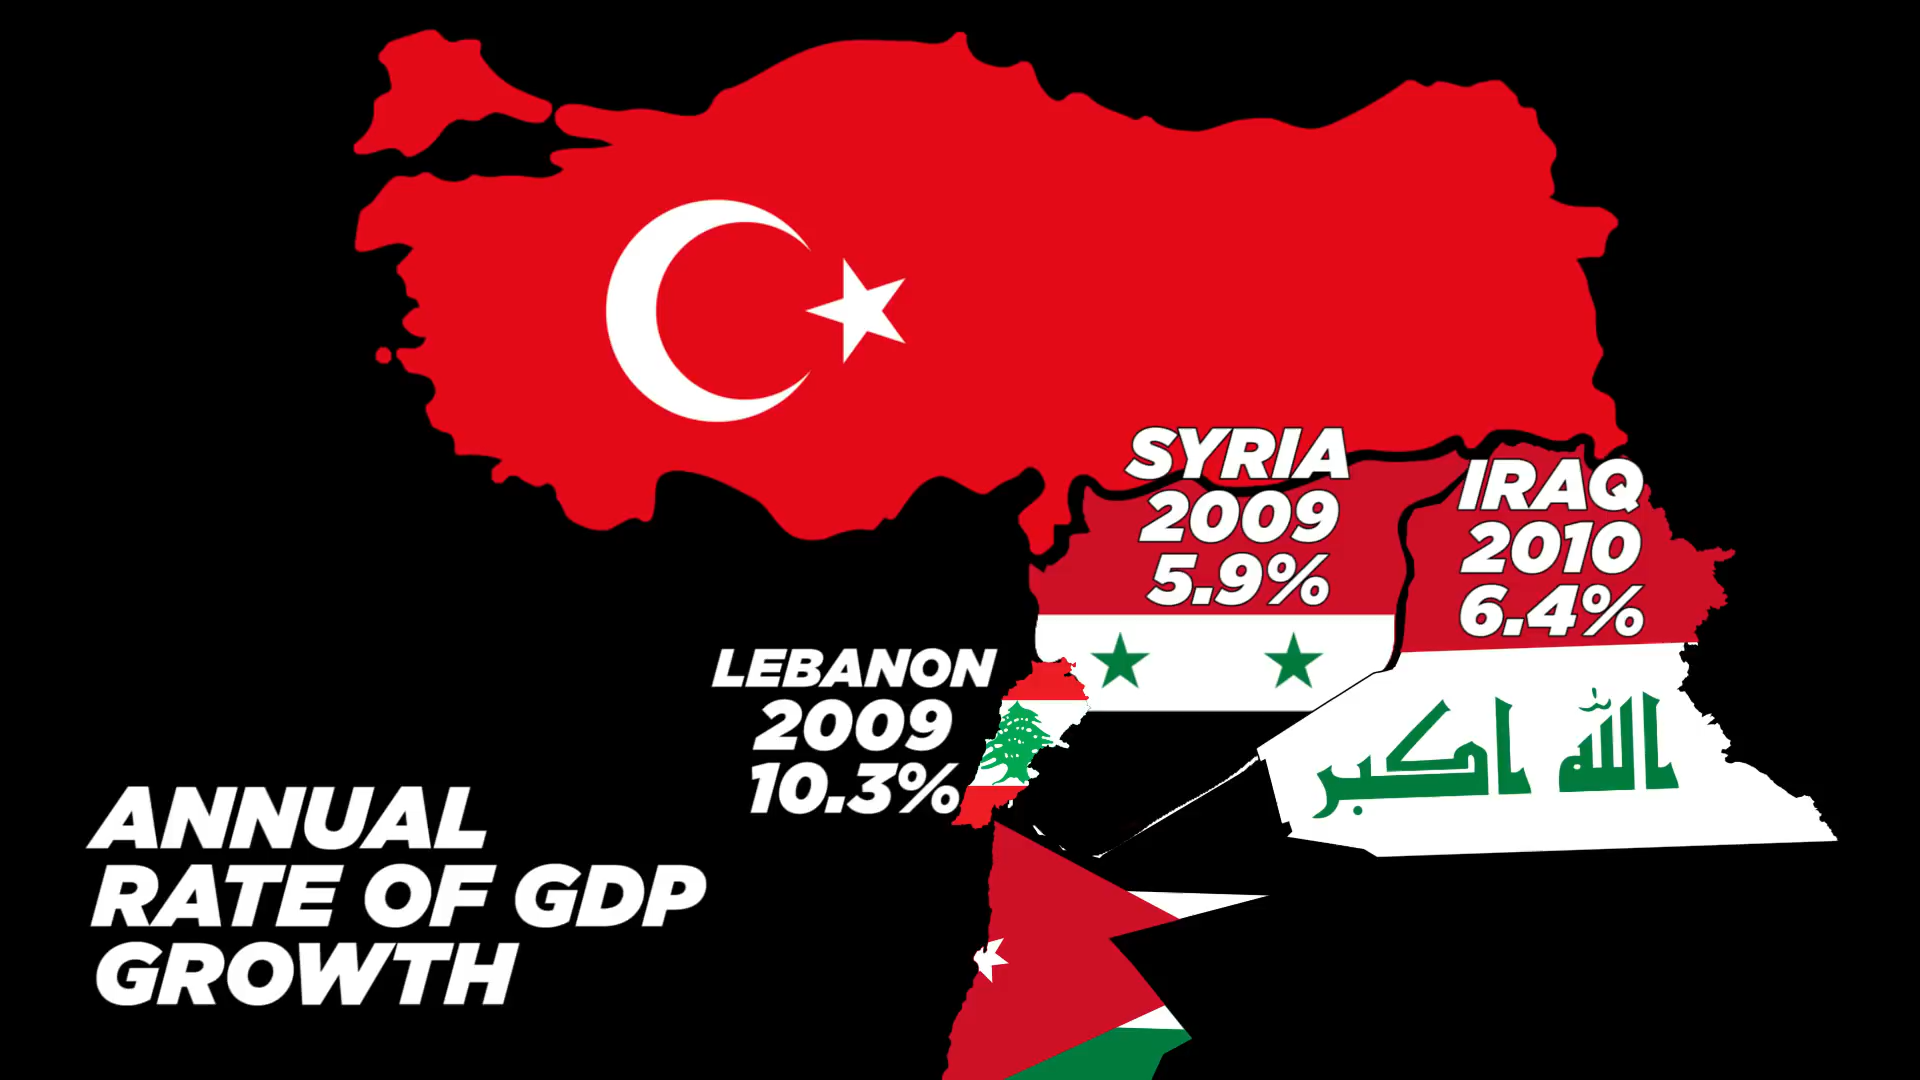 SYRIA
2009
5.9%
IRAQ
2010
6.4%
LEBANON
2009
10.3%
الله اكبر
ANNUAL
RATE OF GDP
GROWTH